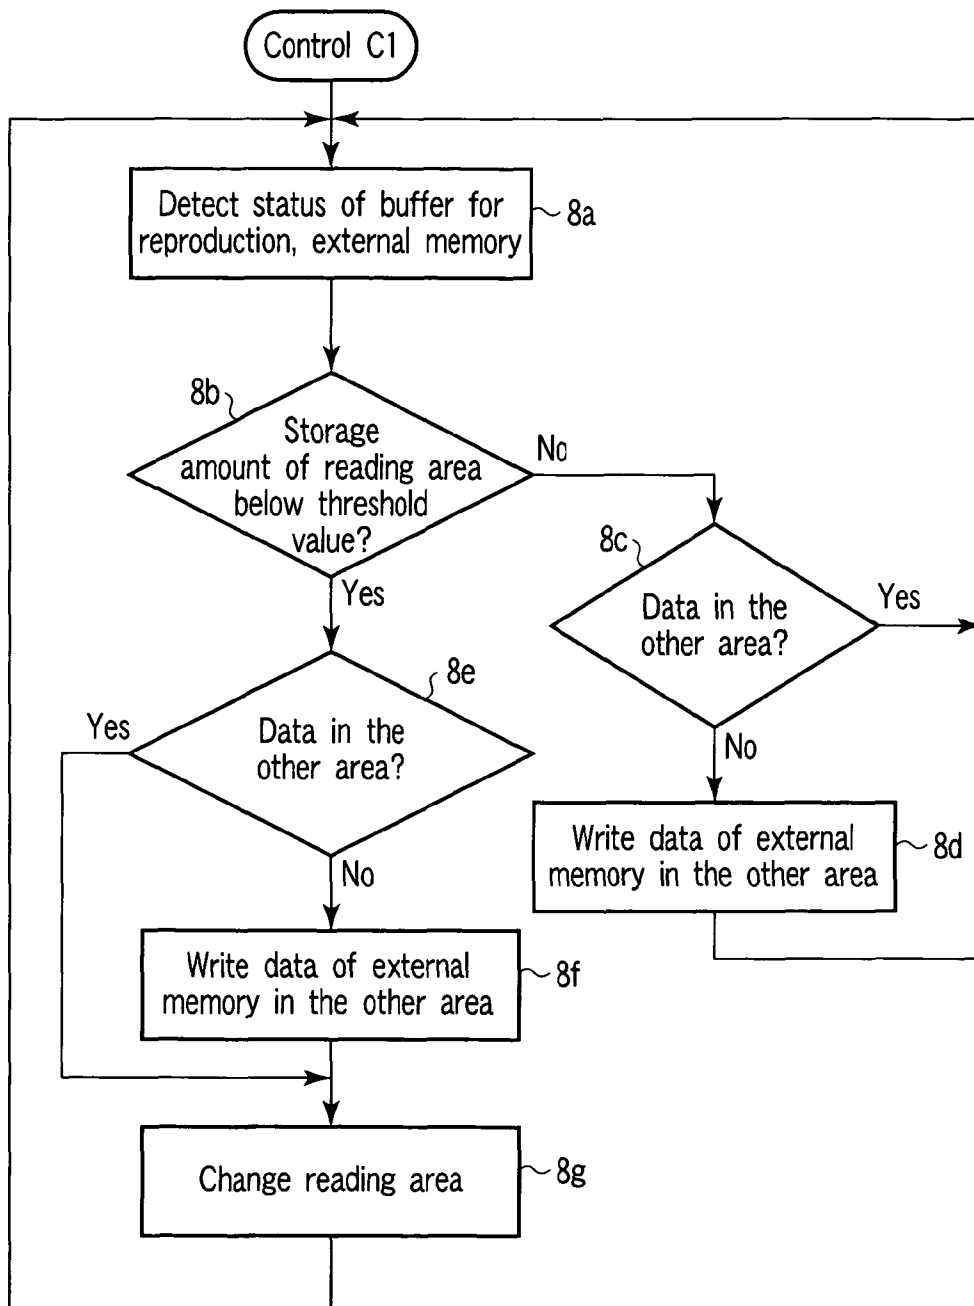 Control C1
Detect status of buffer for
reproduction, external memory
8a
8b
Storage
amount of reading area
below threshold
value?
No
Yes
8c
Data in the
other area?
Yes
No
8e
Yes
Data in the
other area?
No
Write data of external
memory in the other area
8d
Write data of external
memory in the other area
8f
Change reading area
8g